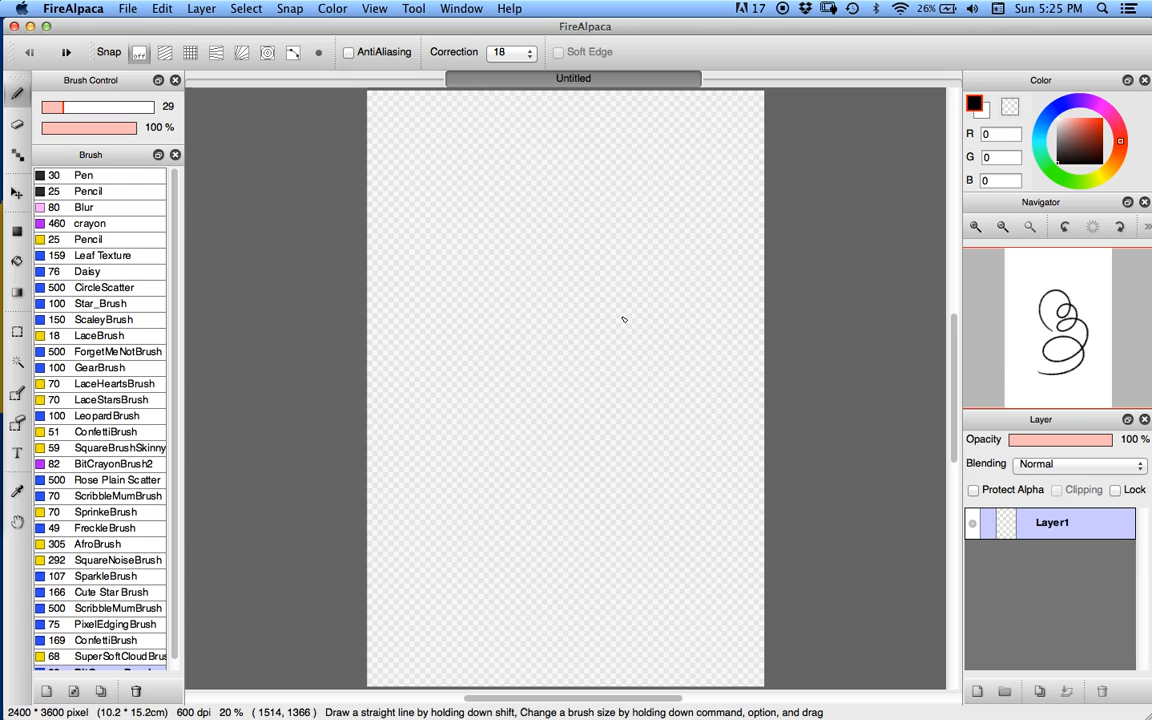 FireAlpaca File Edit Layer Select Snap Color View Tool Window Help 17 26% Sun 5:25 PM
FireAlpaca
Snap off AntiAliasing Correction 18 Soft Edge
Untitled
Brush Control
29
100 %
Brush
30 Pen
25 Pencil
80 Blur
460 crayon
25 Pencil
159 Leaf Texture
76 Daisy
500 CircleScatter
100 Star_Brush
150 ScaleyBrush
18 LaceBrush
500 ForgetMeNotBrush
100 GearBrush
70 LaceHeartsBrush
70 LaceStarsBrush
100 LeopardBrush
51 ConfettiBrush
59 SquareBrushSkinny
82 BitCrayonBrush2
500 Rose Plain Scatter
70 ScribbleMumBrush
70 SprinkeBrush
49 FreckleBrush
305 AfroBrush
292 SquareNoiseBrush
107 SparkleBrush
166 Cute Star Brush
500 ScribbleMumBrush
75 PixelEdgingBrush
169 ConfettiBrush
68 SuperSoftCloudBrus
Color
R 0
G 0
B 0
Navigator
Layer
Opacity 100 %
Blending Normal
Protect Alpha Clipping Lock
Layer1
2400 * 3600 pixel (10.2 * 15.2cm) 600 dpi 20 % ( 1514, 1366 ) Draw a straight line by holding down shift, Change a brush size by holding down command, option, and drag